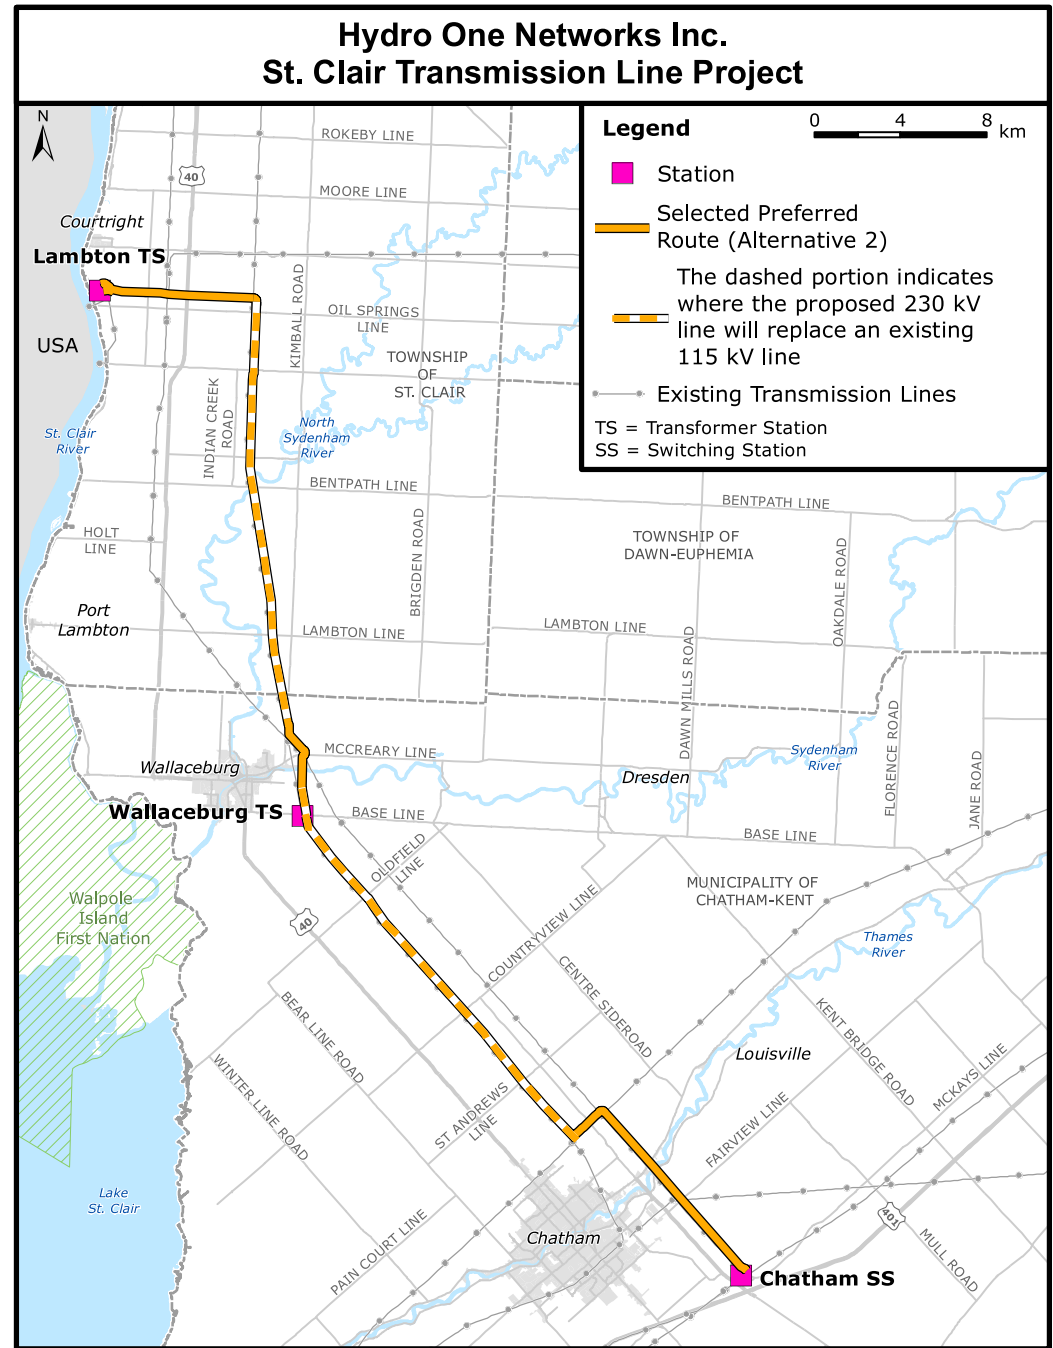 Hydro One Networks Inc.
St. Clair Transmission Line Project
N
Legend
0 4 8 km
Station
Selected Preferred
Route (Alternative 2)
The dashed portion indicates
where the proposed 230 kV
line will replace an existing
115 kV line
Existing Transmission Lines
TS = Transformer Station
SS = Switching Station
ROKEBY LINE
40
MOORE LINE
Courtright
Lambton TS
KIMBALL ROAD
OIL SPRINGS
LINE
USA
TOWNSHIP
OF
ST. CLAIR
INDIAN CREEK
ROAD
North
Sydenham
River
St. Clair
River
BENTPATH LINE
BENTPATH LINE
HOLT
LINE
BRIGDEN ROAD
TOWNSHIP OF
DAWN-EUPHEMIA
OAKDALE ROAD
Port
Lambton
LAMBTON LINE
LAMBTON LINE
DAWN MILLS ROAD
FLORENCE ROAD
JANE ROAD
MCCREARY LINE
Sydenham
River
Wallaceburg
Dresden
Wallaceburg TS
BASE LINE
BASE LINE
OLDFIELD
LINE
MUNICIPALITY OF
CHATHAM-KENT
Walpole
Island
First Nation
40
COUNTRYVIEW LINE
Thames
River
CENTRE SIDEROAD
BEAR LINE ROAD
KENT BRIDGE ROAD
Louisville
WINTER LINE ROAD
ST ANDREWS
LINE
MCKAYS LINE
FAIRVIEW LINE
Lake
St. Clair
401
PAIN COURT LINE
Chatham
MULL ROAD
Chatham SS